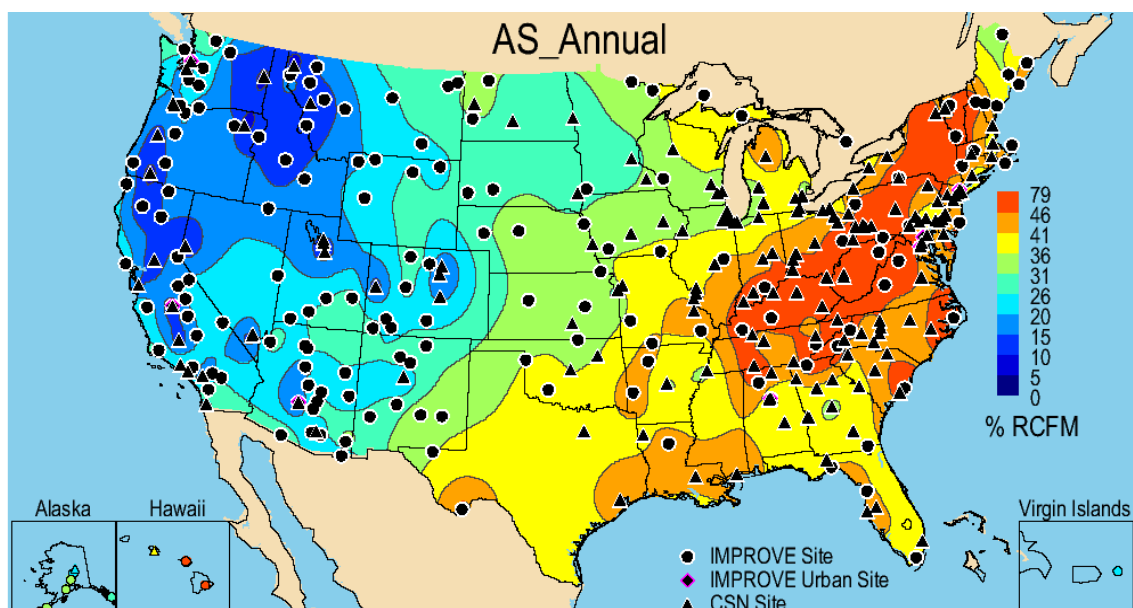 AS_Annual
79
46
41
36
31
26
20
15
10
5
0
% RCFM
Alaska
Hawaii
Virgin Islands
IMPROVE Site
IMPROVE Urban Site
CSN Site